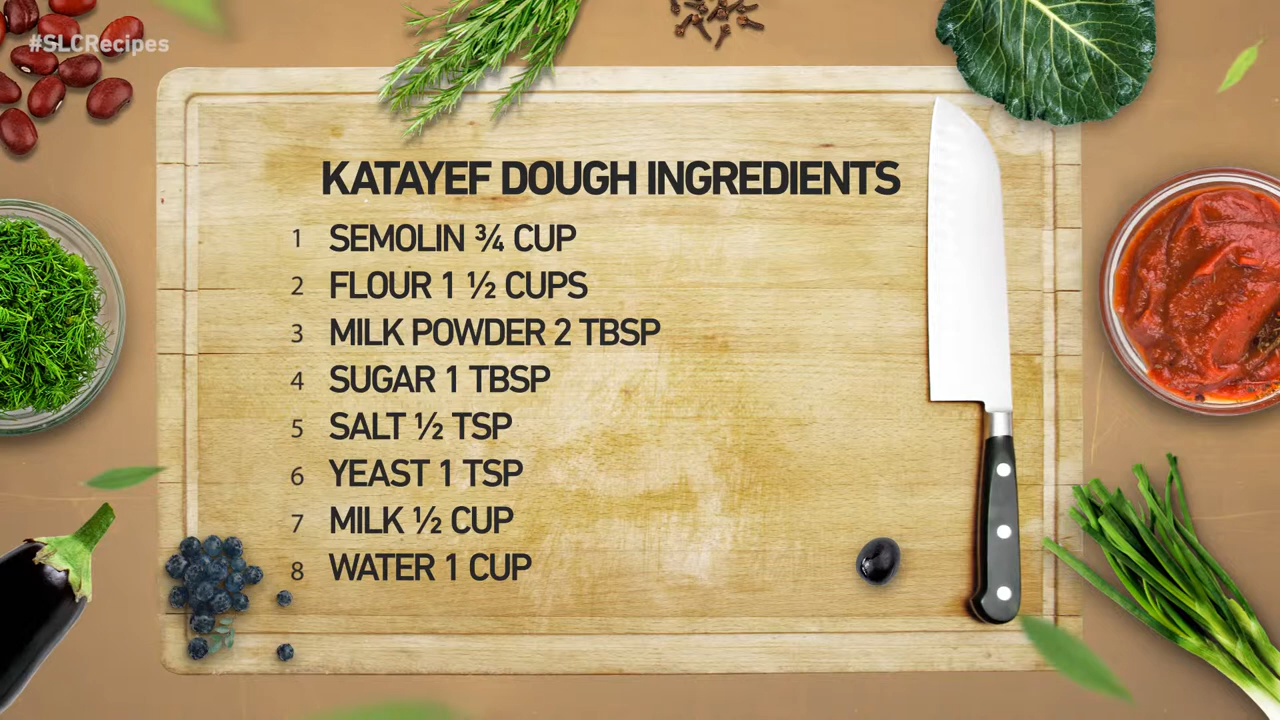 #SLCRecipes
KATAYEF DOUGH INGREDIENTS
1 SEMOLIN ¾ CUP
2 FLOUR 1 ½ CUPS
3 MILK POWDER 2 TBSP
4 SUGAR 1 TBSP
5 SALT ½ TSP
6 YEAST 1 TSP
7 MILK ½ CUP
8 WATER 1 CUP